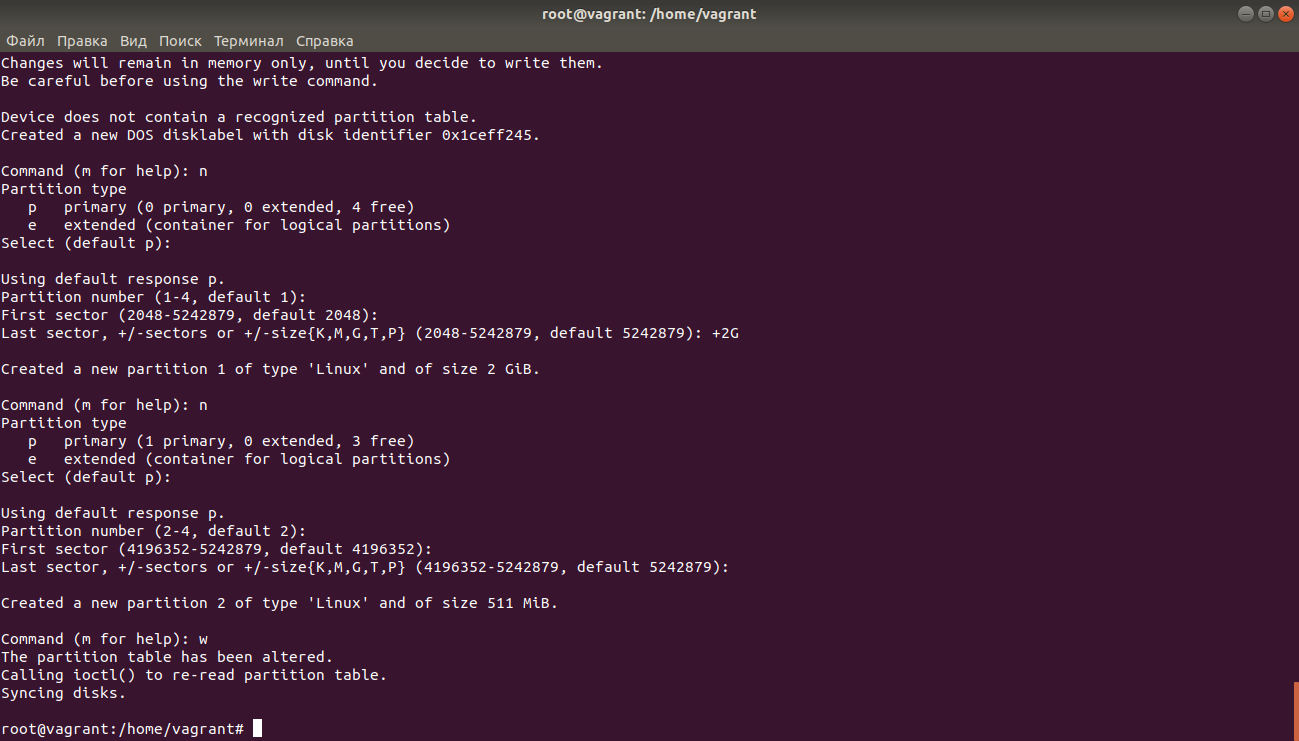 root@vagrant: /home/vagrant
Файл Правка Вид Поиск Терминал Справка
Changes will remain in memory only, until you decide to write them.
Be careful before using the write command.
Device does not contain a recognized partition table.
Created a new DOS disklabel with disk identifier 0x1ceff245.
Command (m for help): n
Partition type
   p   primary (0 primary, 0 extended, 4 free)
   e   extended (container for logical partitions)
Select (default p):
Using default response p.
Partition number (1-4, default 1):
First sector (2048-5242879, default 2048):
Last sector, +/-sectors or +/-size{K,M,G,T,P} (2048-5242879, default 5242879): +2G
Created a new partition 1 of type 'Linux' and of size 2 GiB.
Command (m for help): n
Partition type
   p   primary (1 primary, 0 extended, 3 free)
   e   extended (container for logical partitions)
Select (default p):
Using default response p.
Partition number (2-4, default 2):
First sector (4196352-5242879, default 4196352):
Last sector, +/-sectors or +/-size{K,M,G,T,P} (4196352-5242879, default 5242879):
Created a new partition 2 of type 'Linux' and of size 511 MiB.
Command (m for help): w
The partition table has been altered.
Calling ioctl() to re-read partition table.
Syncing disks.
root@vagrant:/home/vagrant#